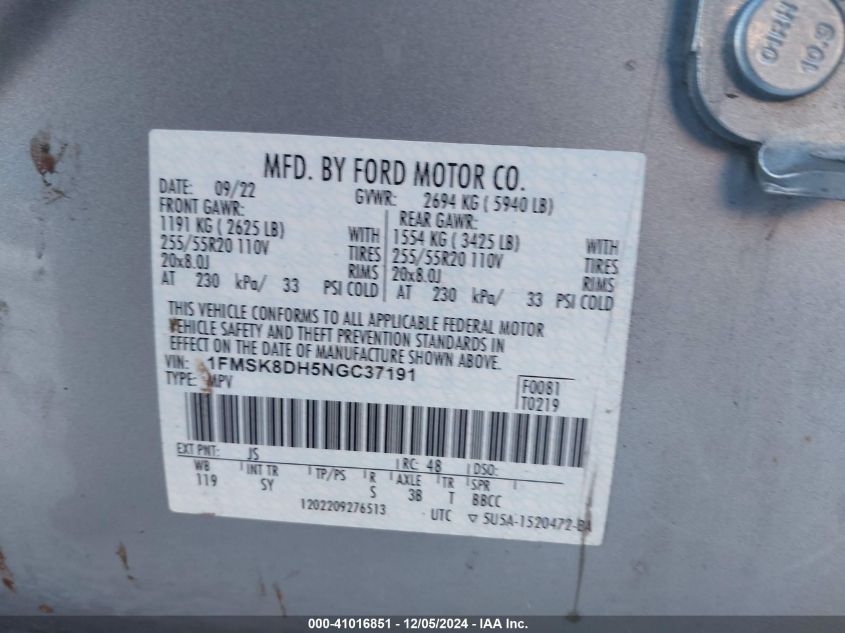 01RH
10.9
MFD. BY FORD MOTOR CO.
DATE: 09/22 GVWR: 2694 KG ( 5940 LB)
FRONT GAWR: REAR GAWR:
1191 KG ( 2625 LB) WITH 1554 KG ( 3425 LB) WITH
255/55R20 110V TIRES 255/55R20 110V TIRES
20x8.0J RIMS 20x8.0J RIMS
AT 230 kPa/ 33 PSI COLD AT 230 kPa/ 33 PSI COLD
THIS VEHICLE CONFORMS TO ALL APPLICABLE FEDERAL MOTOR
VEHICLE SAFETY AND THEFT PREVENTION STANDARDS IN
EFFECT ON THE DATE OF MANUFACTURE SHOWN ABOVE.
VIN: 1FMSK8DH5NGC37191
TYPE: MPV F0081
T0219
EXT PNT: JS RC: 48 DSO:
WB INT TR TP/PS R AXLE TR SPR
119 SY S 3B T BBCC
1202209276513 UTC ▽ 5U5A-1520472-BA
000-41016851 - 12/05/2024 - IAA Inc.